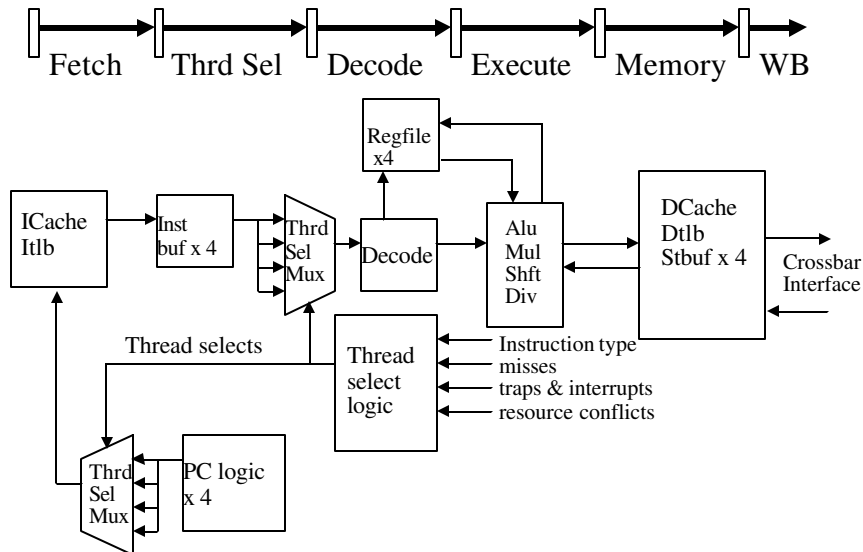 Fetch
Thrd Sel
Decode
Execute
Memory
WB
Regfile
x4
ICache
Itlb
Inst
buf x 4
Thrd
Sel
Mux
Decode
Alu
Mul
Shft
Div
DCache
Dtlb
Stbuf x 4
Crossbar
Interface
Thread selects
Thread
select
logic
Instruction type
misses
traps & interrupts
resource conflicts
Thrd
Sel
Mux
PC logic
x 4